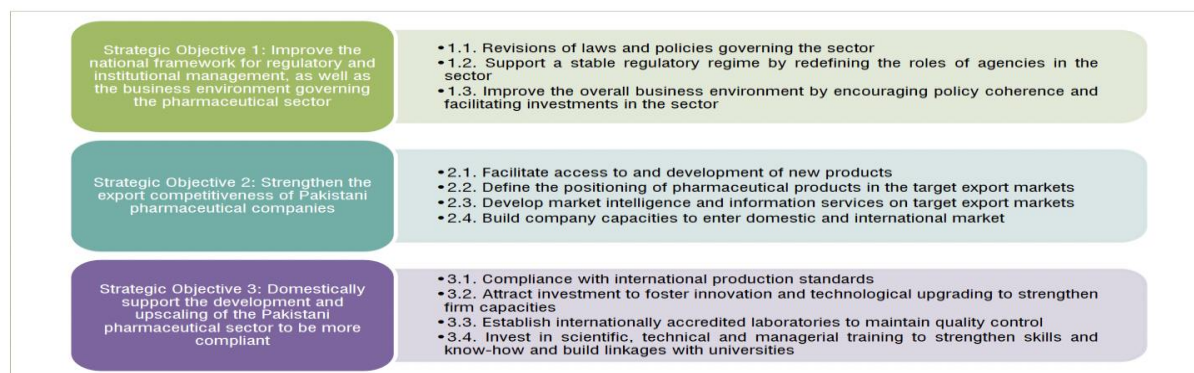 Strategic Objective 1: Improve the
national framework for regulatory and
institutional management, as well as
the business environment governing
the pharmaceutical sector
•1.1. Revisions of laws and policies governing the sector
•1.2. Support a stable regulatory regime by redefining the roles of agencies in the
sector
•1.3. Improve the overall business environment by encouraging policy coherence and
facilitating investments in the sector
Strategic Objective 2: Strengthen the
export competitiveness of Pakistani
pharmaceutical companies
•2.1. Facilitate access to and development of new products
•2.2. Define the positioning of pharmaceutical products in the target export markets
•2.3. Develop market intelligence and information services on target export markets
•2.4. Build company capacities to enter domestic and international market
Strategic Objective 3: Domestically
support the development and
upscaling of the Pakistani
pharmaceutical sector to be more
compliant
•3.1. Compliance with international production standards
•3.2. Attract investment to foster innovation and technological upgrading to strengthen
firm capacities
•3.3. Establish internationally accredited laboratories to maintain quality control
•3.4. Invest in scientific, technical and managerial training to strengthen skills and
know-how and build linkages with universities